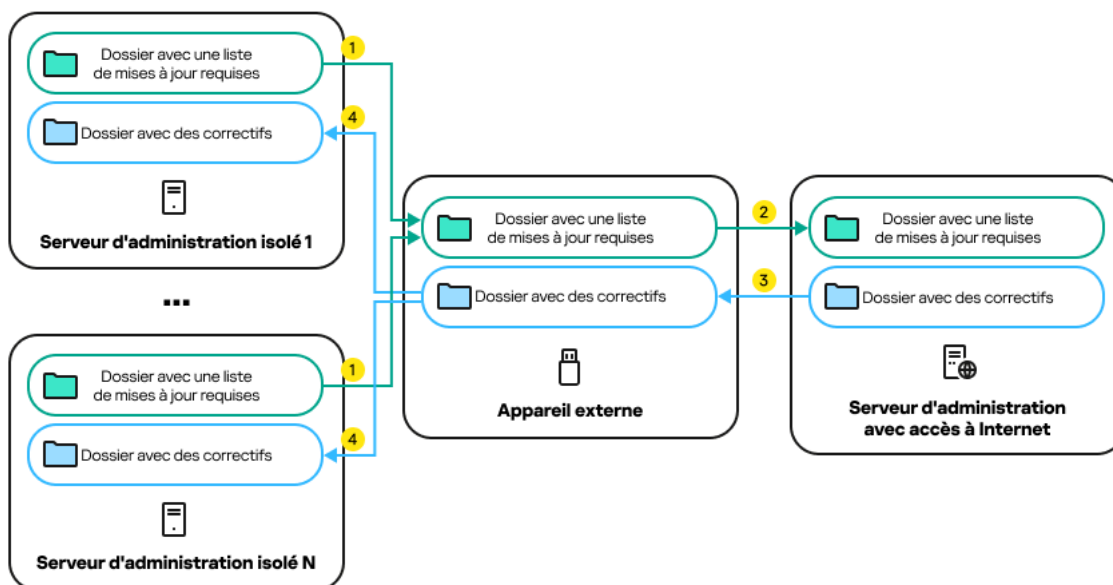 Dossier avec une liste
de mises à jour requises
1
4
Dossier avec des correctifs
Serveur d'administration isolé 1
...
Dossier avec une liste
de mises à jour requises
1
4
Dossier avec des correctifs
Serveur d'administration isolé N
Dossier avec une liste
de mises à jour requises
Dossier avec des correctifs
Appareil externe
2
3
Dossier avec une liste
de mises à jour requises
Dossier avec des correctifs
Serveur d'administration
avec accès à Internet